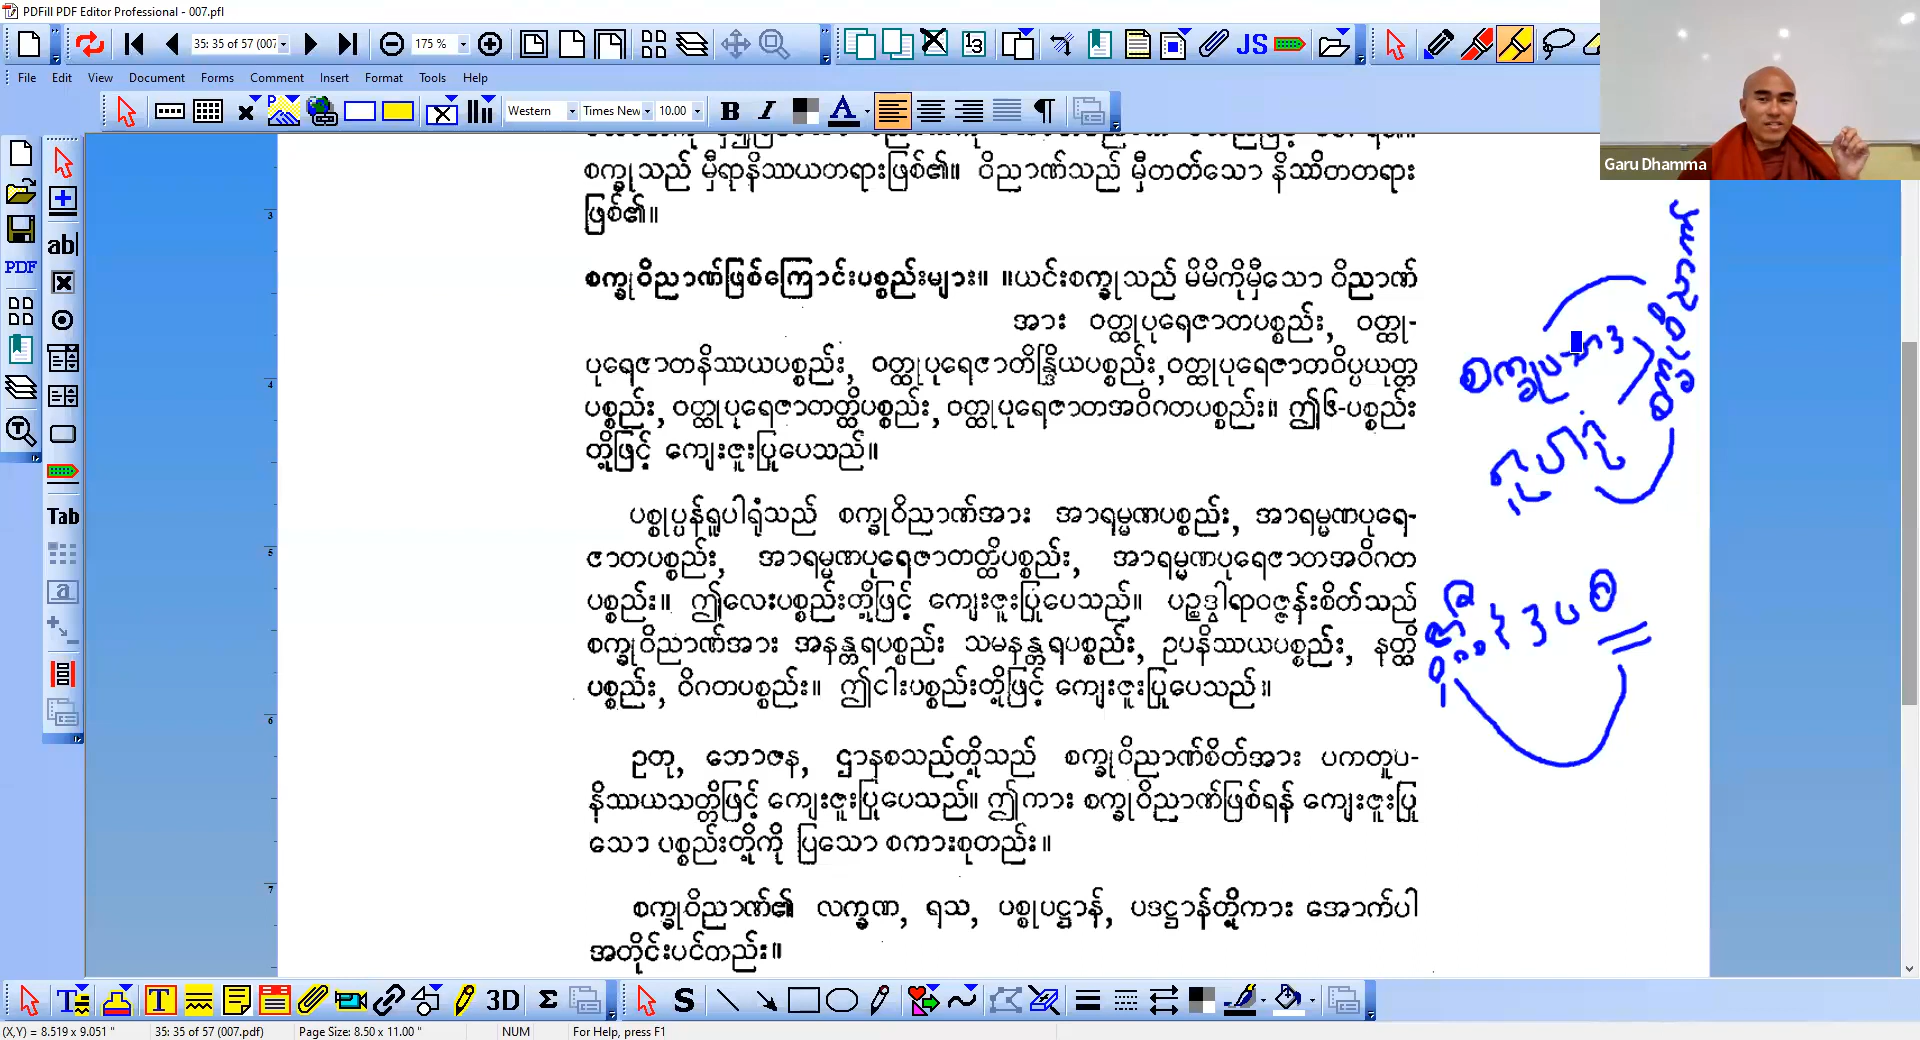 PDFill PDF Editor Professional - 007.pfl
35: 35 of 57 (007
175 %
JS
File Edit View Document Forms Comment Insert Format Tools Help
Western Times New 10.00 B I A
Garu Dhamma
စက္ခုသည် မှီရာနိဿယတရားဖြစ်၏။ ဝိညာဏ်သည် မှီတတ်သော နိဿိတတရား
ဖြစ်၏။
စက္ခုဝိညာဏ်ဖြစ်ကြောင်းပစ္စည်းများ။ ။ယင်းစက္ခုသည် မိမိကိုမှီသော ဝိညာဏ်
အား ဝတ္ထုပုရေဇာတပစ္စည်း, ဝတ္ထု-
ပုရေဇာတနိဿယပစ္စည်း, ဝတ္ထုပုရေဇာတိန္ဒြိယပစ္စည်း,ဝတ္ထုပုရေဇာတဝိပ္ပယုတ္တ
ပစ္စည်း, ဝတ္ထုပုရေဇာတတ္ထိပစ္စည်း, ဝတ္ထုပုရေဇာတအဝိဂတပစ္စည်း။ ဤ၆-ပစ္စည်း
တို့ဖြင့် ကျေးဇူးပြုပေသည်။
ပစ္စုပ္ပန်ရူပါရုံသည် စက္ခုဝိညာဏ်အား အာရမ္မဏပစ္စည်း, အာရမ္မဏပုရေ-
ဇာတပစ္စည်း, အာရမ္မဏပုရေဇာတတ္ထိပစ္စည်း, အာရမ္မဏပုရေဇာတအဝိဂတ
ပစ္စည်း။ ဤလေးပစ္စည်းတို့ဖြင့် ကျေးဇူးပြုပေသည်။ ပဉ္စဒွါရာဝဇ္ဇန်းစိတ်သည်
စက္ခုဝိညာဏ်အား အနန္တရပစ္စည်း သမနန္တရပစ္စည်း, ဥပနိဿယပစ္စည်း, နတ္ထိ
ပစ္စည်း, ဝိဂတပစ္စည်း။ ဤငါးပစ္စည်းတို့ဖြင့် ကျေးဇူးပြုပေသည်။
ဥတု, ဘောဇန, ဌာနစသည်တို့သည် စက္ခုဝိညာဏ်စိတ်အား ပကတူပ-
နိဿယသတ္တိဖြင့် ကျေးဇူးပြုပေသည်။ ဤကား စက္ခုဝိညာဏ်ဖြစ်ရန် ကျေးဇူးပြု
သော ပစ္စည်းတို့ကို ပြသော စကားစုတည်း။
စက္ခုဝိညာဏ်၏ လက္ခဏ, ရသ, ပစ္စုပဋ္ဌာန်, ပဒဋ္ဌာန်တို့ကား အောက်ပါ
အတိုင်းပင်တည်း။
စက္ခုပသာဒ
ရူပါရုံ
PDF
ab|
Tab
a
3
4
5
6
7
T T 3D Σ S
(X,Y) = 8.519 x 9.051 " 35: 35 of 57 (007.pdf) Page Size: 8.50 x 11.00 " NUM For Help, press F1